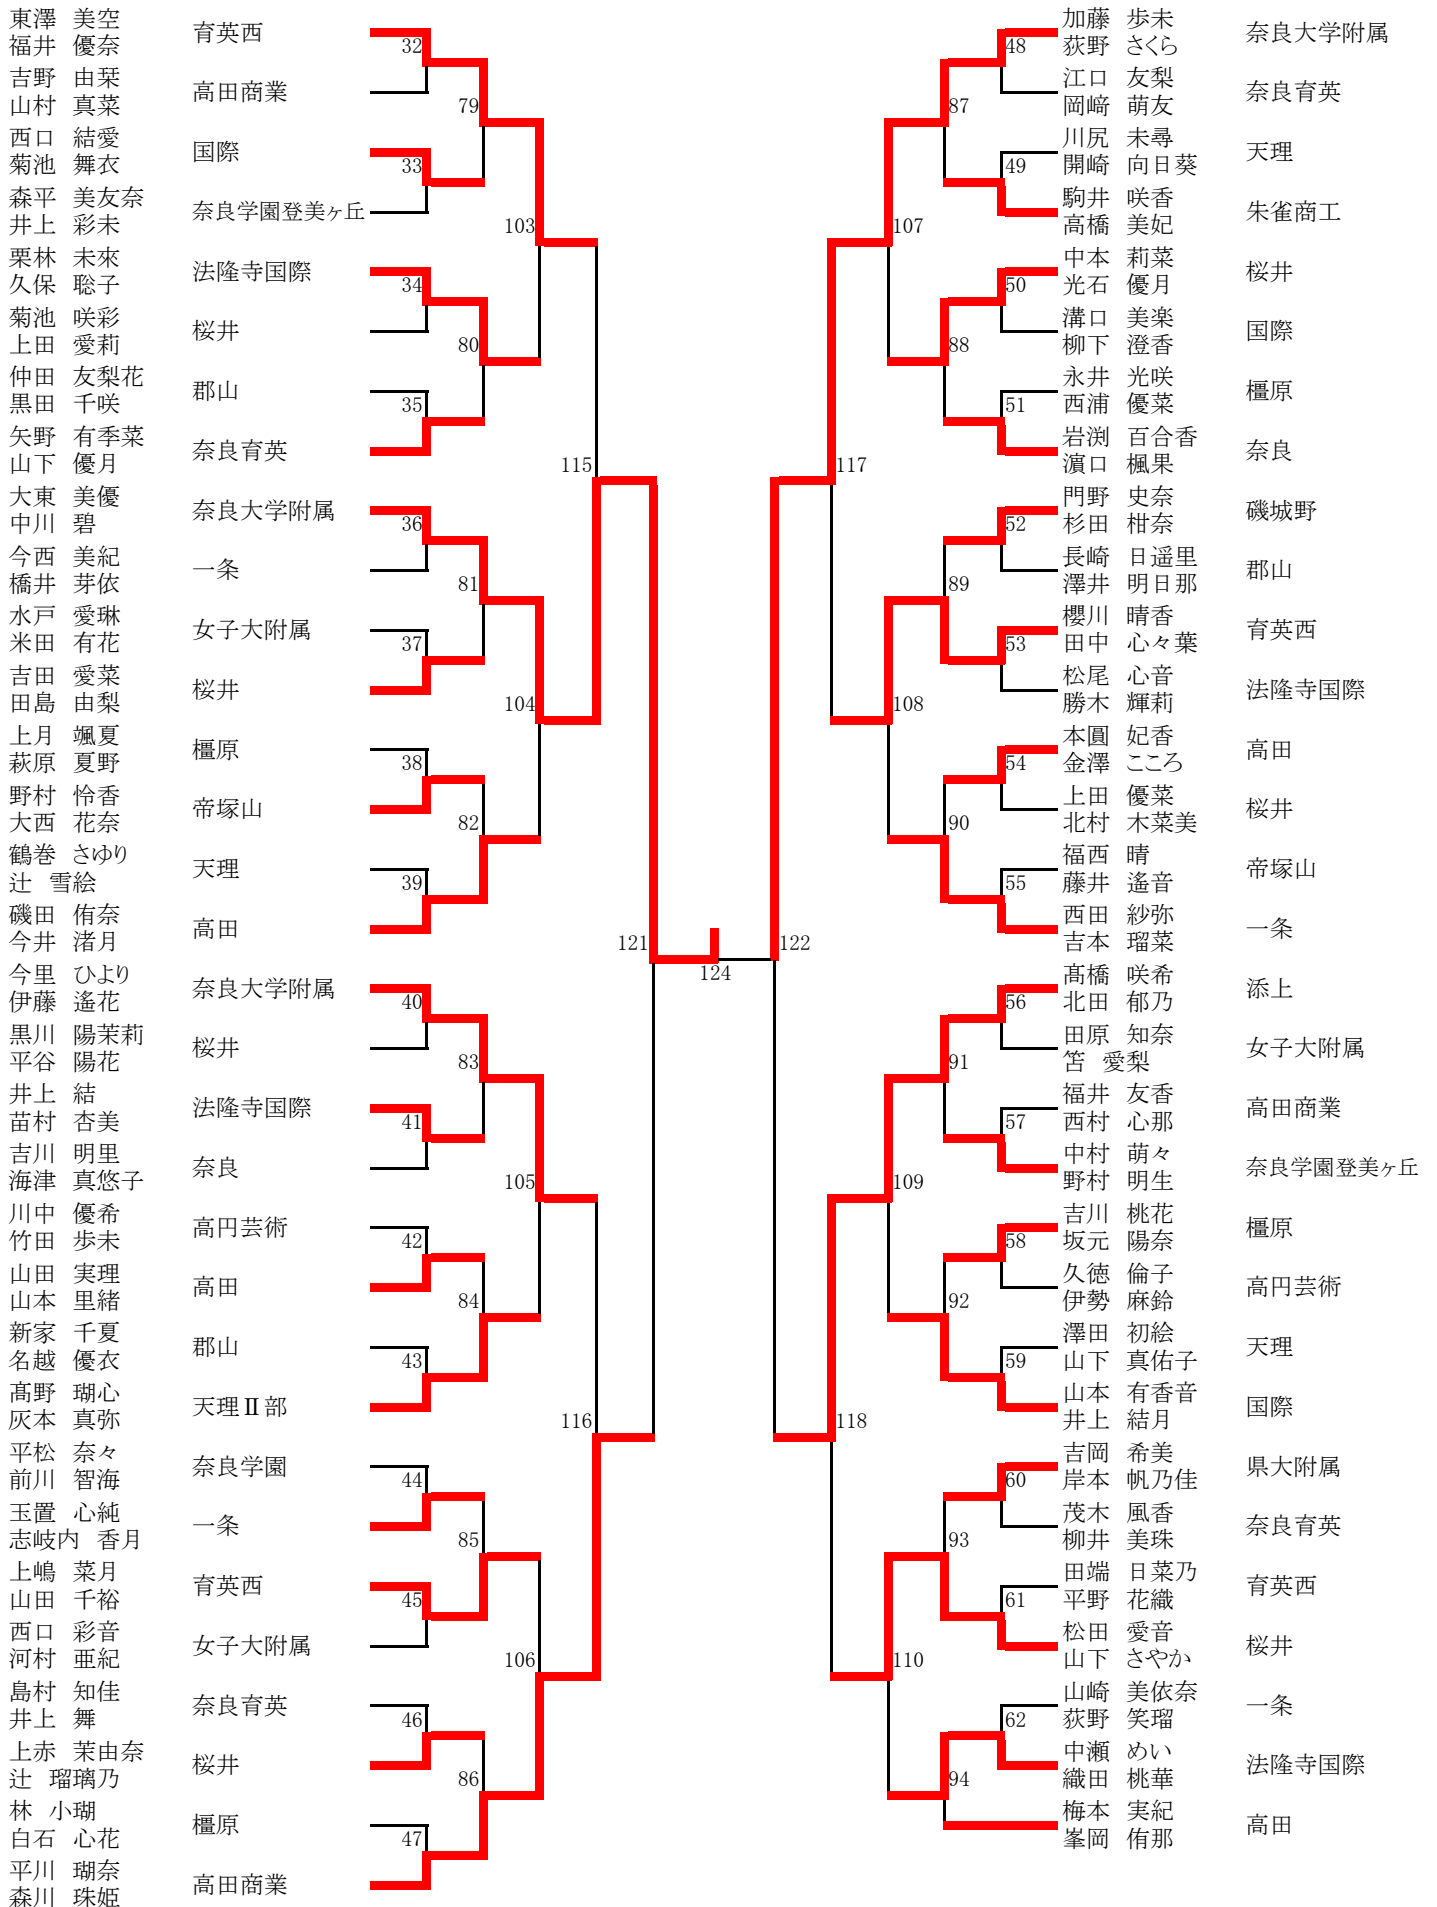 東澤 美空
福井 優奈
育英西
32
吉野 由栞
山村 真菜
高田商業
79
西口 結愛
菊池 舞衣
国際
33
森平 美友奈
井上 彩未
奈良学園登美ヶ丘
103
栗林 未來
久保 聡子
法隆寺国際
34
菊池 咲彩
上田 愛莉
桜井
80
仲田 友梨花
黒田 千咲
郡山
35
矢野 有季菜
山下 優月
奈良育英
115
大東 美優
中川 碧
奈良大学附属
36
今西 美紀
橋井 芽依
一条
81
水戸 愛琳
米田 有花
女子大附属
37
吉田 愛菜
田島 由梨
桜井
104
上月 颯夏
萩原 夏野
橿原
38
野村 怜香
大西 花奈
帝塚山
82
鶴巻 さゆり
辻 雪絵
天理
39
磯田 侑奈
今井 渚月
高田
121
今里 ひより
伊藤 遙花
奈良大学附属
40
黒川 陽茉莉
平谷 陽花
桜井
83
井上 結
苗村 杏美
法隆寺国際
41
吉川 明里
海津 真悠子
奈良
105
川中 優希
竹田 歩未
高円芸術
42
山田 実理
山本 里緒
高田
84
新家 千夏
名越 優衣
郡山
43
髙野 瑚心
灰本 真弥
天理Ⅱ部
116
平松 奈々
前川 智海
奈良学園
44
玉置 心純
志岐内 香月
一条
85
上嶋 菜月
山田 千裕
育英西
45
西口 彩音
河村 亜紀
女子大附属
106
島村 知佳
井上 舞
奈良育英
46
上赤 茉由奈
辻 瑠璃乃
桜井
86
林 小瑚
白石 心花
橿原
47
平川 瑚奈
森川 珠姫
高田商業
124
加藤 歩未
荻野 さくら
奈良大学附属
48
江口 友梨
岡﨑 萌友
奈良育英
87
川尻 未尋
開崎 向日葵
天理
49
駒井 咲香
高橋 美妃
朱雀商工
107
中本 莉菜
光石 優月
桜井
50
溝口 美楽
柳下 澄香
国際
88
永井 光咲
西浦 優菜
橿原
51
岩渕 百合香
濵口 楓果
奈良
117
門野 史奈
杉田 柑奈
磯城野
52
長崎 日遥里
澤井 明日那
郡山
89
櫻川 晴香
田中 心々葉
育英西
53
松尾 心音
勝木 輝莉
法隆寺国際
108
本圓 妃香
金澤 こころ
高田
54
上田 優菜
北村 木菜美
桜井
90
福西 晴
藤井 遙音
帝塚山
55
西田 紗弥
吉本 瑠菜
一条
122
髙橋 咲希
北田 郁乃
添上
56
田原 知奈
笘 愛梨
女子大附属
91
福井 友香
西村 心那
高田商業
57
中村 萌々
野村 明生
奈良学園登美ヶ丘
109
吉川 桃花
坂元 陽奈
橿原
58
久徳 倫子
伊勢 麻鈴
高円芸術
92
澤田 初絵
山下 真佑子
天理
59
山本 有香音
井上 結月
国際
118
吉岡 希美
岸本 帆乃佳
県大附属
60
茂木 風香
柳井 美珠
奈良育英
93
田端 日菜乃
平野 花織
育英西
61
松田 愛音
山下 さやか
桜井
110
山崎 美依奈
荻野 笑瑠
一条
62
中瀬 めい
織田 桃華
法隆寺国際
94
梅本 実紀
峯岡 侑那
高田